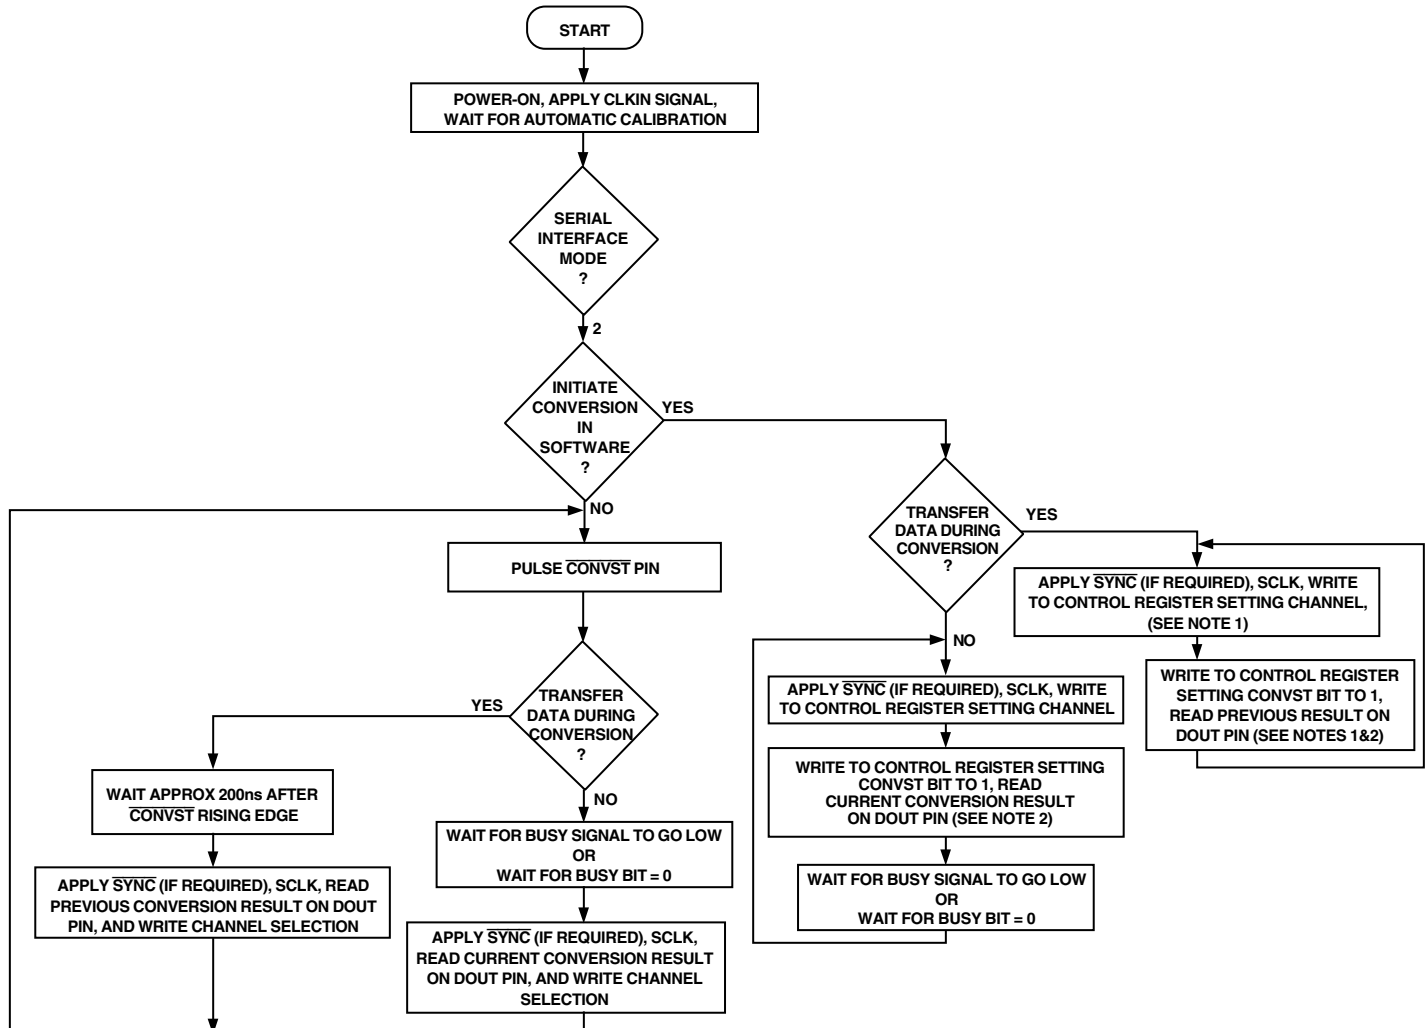 START
POWER-ON, APPLY CLKIN SIGNAL,
WAIT FOR AUTOMATIC CALIBRATION
SERIAL
INTERFACE
MODE
?
2
INITIATE
CONVERSION
IN
SOFTWARE
?
YES
NO
PULSE CONVST PIN
TRANSFER
DATA DURING
CONVERSION
?
YES
WAIT APPROX 200ns AFTER
CONVST RISING EDGE
APPLY SYNC (IF REQUIRED), SCLK, READ
PREVIOUS CONVERSION RESULT ON DOUT
PIN, AND WRITE CHANNEL SELECTION
NO
WAIT FOR BUSY SIGNAL TO GO LOW
OR
WAIT FOR BUSY BIT = 0
APPLY SYNC (IF REQUIRED), SCLK,
READ CURRENT CONVERSION RESULT
ON DOUT PIN, AND WRITE CHANNEL
SELECTION
TRANSFER
DATA DURING
CONVERSION
?
YES
NO
APPLY SYNC (IF REQUIRED), SCLK, WRITE
TO CONTROL REGISTER SETTING CHANNEL
WRITE TO CONTROL REGISTER SETTING
CONVST BIT TO 1, READ
CURRENT CONVERSION RESULT
ON DOUT PIN (SEE NOTE 2)
WAIT FOR BUSY SIGNAL TO GO LOW
OR
WAIT FOR BUSY BIT = 0
APPLY SYNC (IF REQUIRED), SCLK, WRITE
TO CONTROL REGISTER SETTING CHANNEL,
(SEE NOTE 1)
WRITE TO CONTROL REGISTER
SETTING CONVST BIT TO 1,
READ PREVIOUS RESULT ON
DOUT PIN (SEE NOTES 1&2)